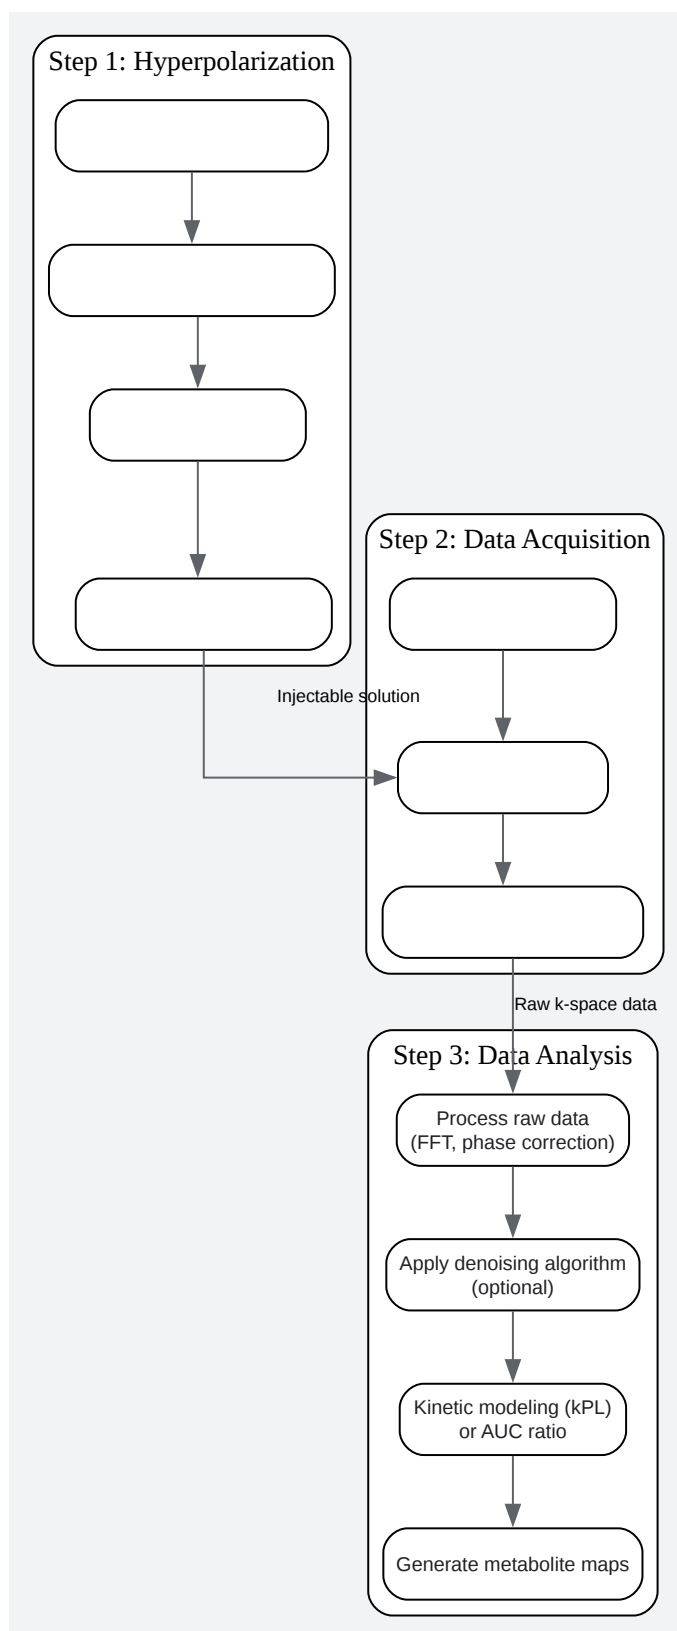 Step 1: Hyperpolarization
Step 2: Data Acquisition
Injectable solution
Raw k-space data
Step 3: Data Analysis
Process raw data
(FFT, phase correction)
Apply denoising algorithm
(optional)
Kinetic modeling (kPL)
or AUC ratio
Generate metabolite maps